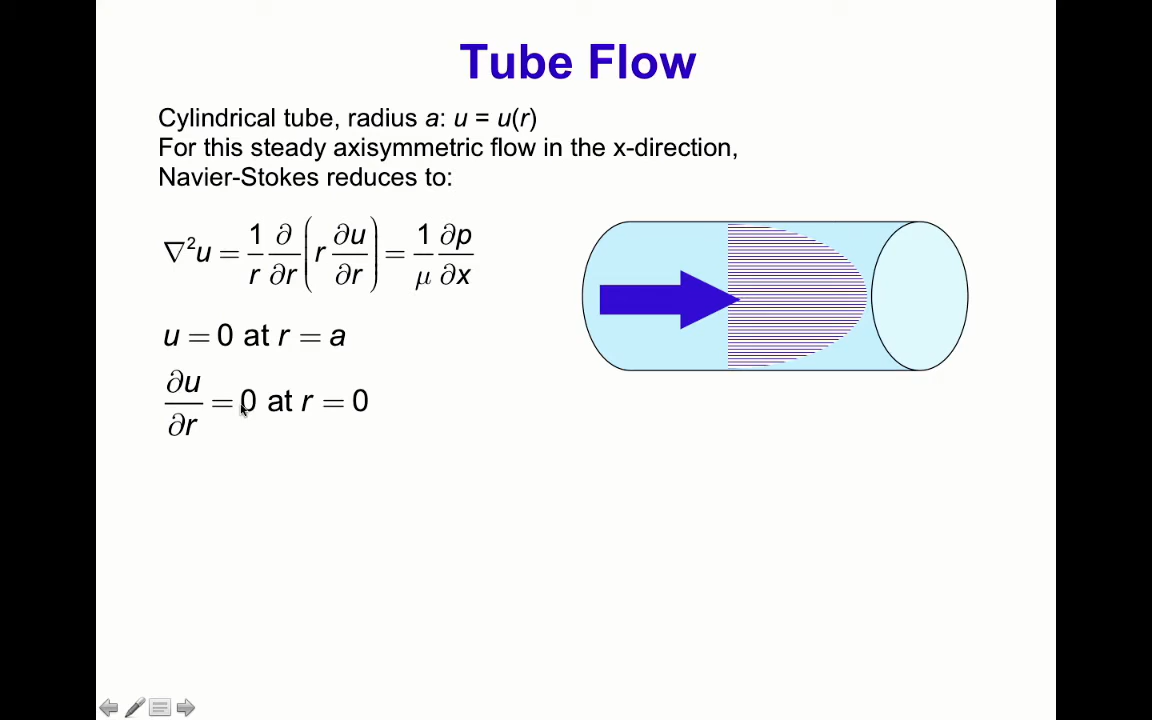 Tube Flow
Cylindrical tube, radius a: u = u(r)
For this steady axisymmetric flow in the x-direction,
Navier-Stokes reduces to:
∇²u = 1/r ∂/∂r (r ∂u/∂r) = 1/μ ∂p/∂x
u = 0 at r = a
∂u/∂r = 0 at r = 0